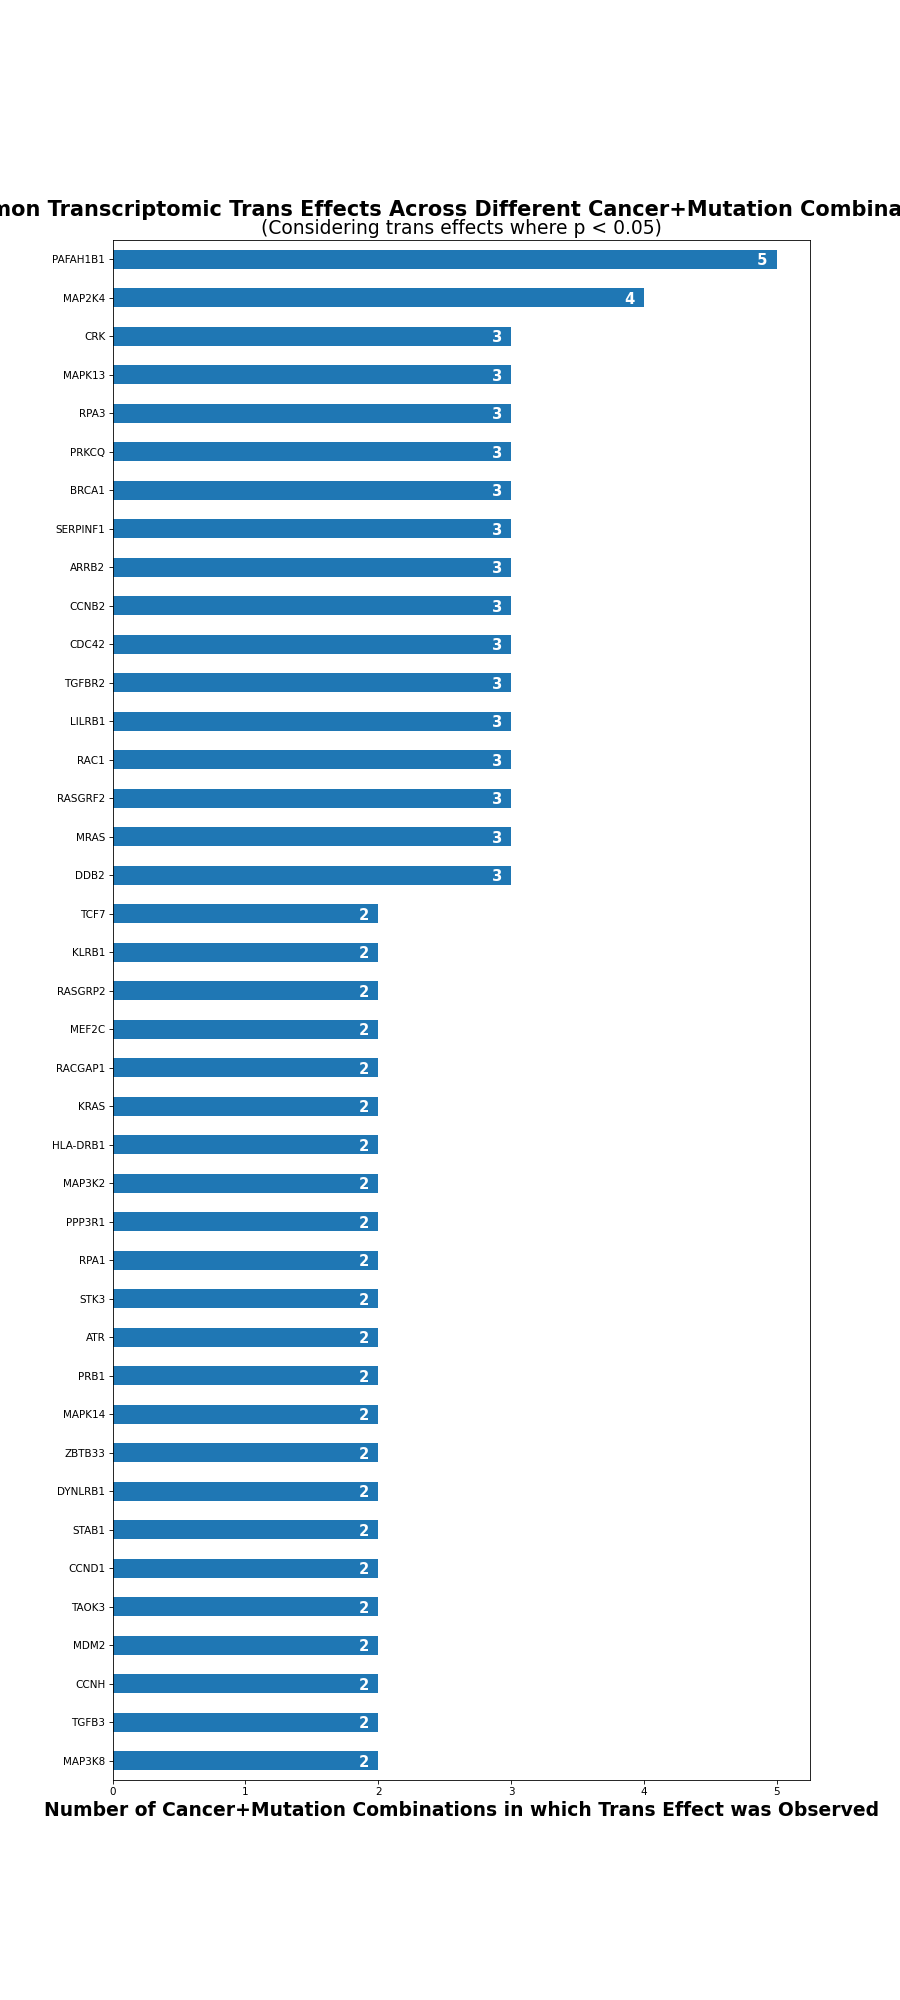 Transcriptomic Trans Effects Across Different Cancer+Mutation
(Considering trans effects where p < 0.05)
PAFAH1B1 5
MAP2K4 4
CRK 3
MAPK13 3
RPA3 3
PRKCQ 3
BRCA1 3
SERPINF1 3
ARRB2 3
CCNB2 3
CDC42 3
TGFBR2 3
LILRB1 3
RAC1 3
RASGRF2 3
MRAS 3
DDB2 3
TCF7 2
KLRB1 2
RASGRP2 2
MEF2C 2
RACGAP1 2
KRAS 2
HLA-DRB1 2
MAP3K2 2
PPP3R1 2
RPA1 2
STK3 2
ATR 2
PRB1 2
MAPK14 2
ZBTB33 2
DYNLRB1 2
STAB1 2
CCND1 2
TAOK3 2
MDM2 2
CCNH 2
TGFB3 2
MAP3K8 2
0 1 2 3 4 5
Number of Cancer+Mutation Combinations in which Trans Effect was Observed